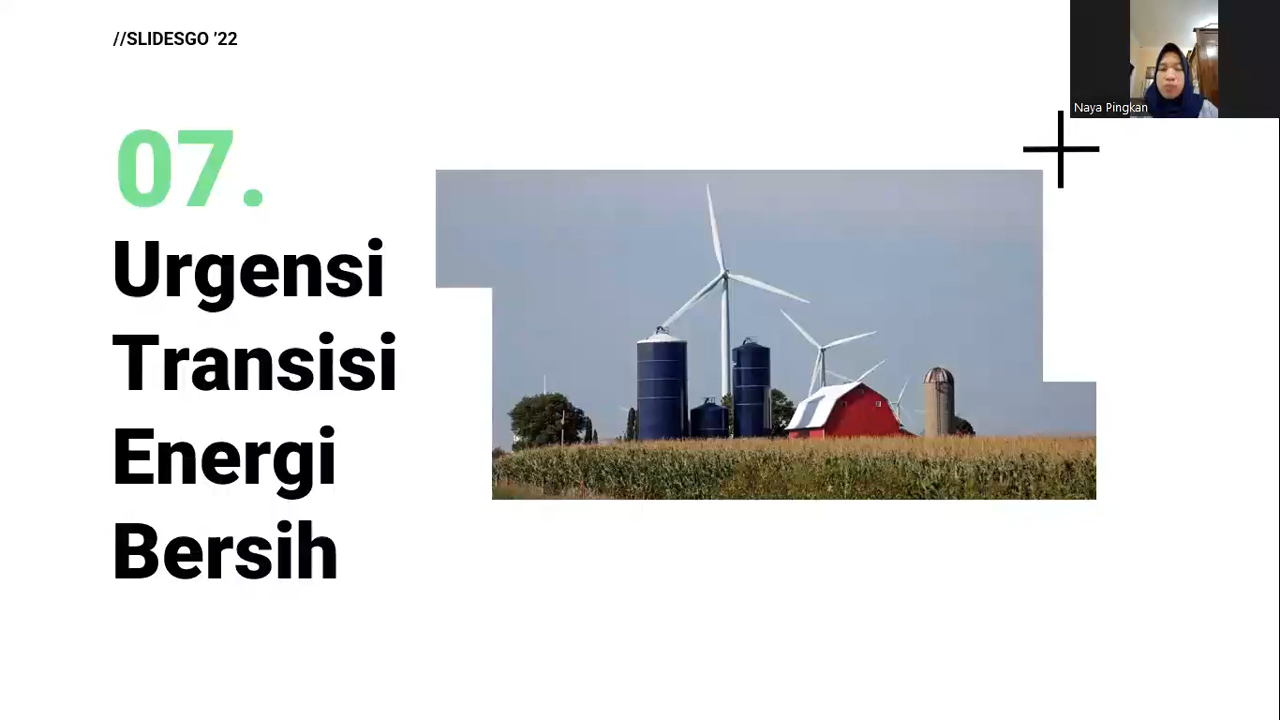 //SLIDESGO ’22
Naya Pingkan
07.
Urgensi
Transisi
Energi
Bersih